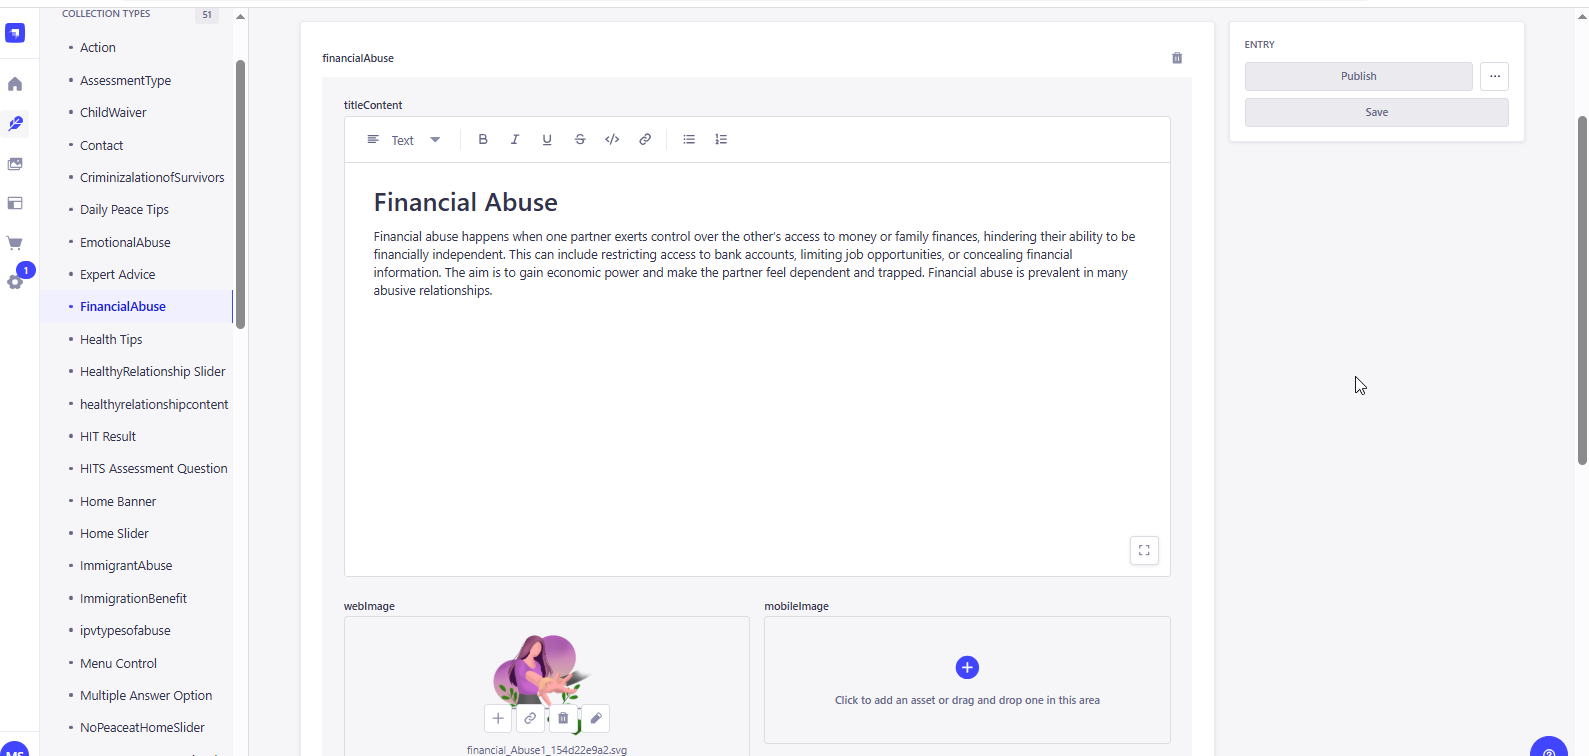 COLLECTION TYPES 51
Action
AssessmentType
ChildWaiver
Contact
CriminizalationofSurvivors
Daily Peace Tips
EmotionalAbuse
Expert Advice
1
FinancialAbuse
Health Tips
HealthyRelationship Slider
healthyrelationshipcontent
HIT Result
HITS Assessment Question
Home Banner
Home Slider
ImmigrantAbuse
ImmigrationBenefit
ipvtypesofabuse
Menu Control
Multiple Answer Option
NoPeaceatHomeSlider
MS
financialAbuse
titleContent
Text B I U S </>
Financial Abuse
Financial abuse happens when one partner exerts control over the other's access to money or family finances, hindering their ability to be
financially independent. This can include restricting access to bank accounts, limiting job opportunities, or concealing financial
information. The aim is to gain economic power and make the partner feel dependent and trapped. Financial abuse is prevalent in many
abusive relationships.
webImage
financial_Abuse1_154d22e9a2.svg
mobileImage
Click to add an asset or drag and drop one in this area
ENTRY
Publish ...
Save